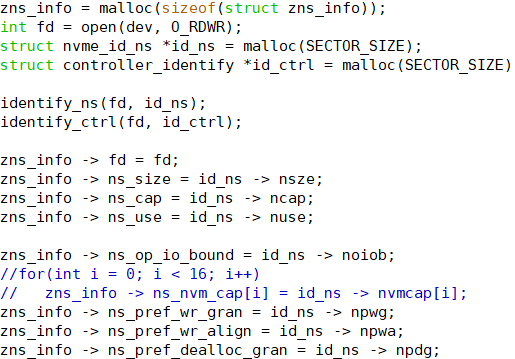 zns_info = malloc(sizeof(struct zns_info));
int fd = open(dev, O_RDWR);
struct nvme_id_ns *id_ns = malloc(SECTOR_SIZE);
struct controller_identify *id_ctrl = malloc(SECTOR_SIZE)
identify_ns(fd, id_ns);
identify_ctrl(fd, id_ctrl);
zns_info -> fd = fd;
zns_info -> ns_size = id_ns -> nsze;
zns_info -> ns_cap = id_ns -> ncap;
zns_info -> ns_use = id_ns -> nuse;
zns_info -> ns_op_io_bound = id_ns -> noiob;
//for(int i = 0; i < 16; i++)
//   zns_info -> ns_nvm_cap[i] = id_ns -> nvmcap[i];
zns_info -> ns_pref_wr_gran = id_ns -> npwg;
zns_info -> ns_pref_wr_align = id_ns -> npwa;
zns_info -> ns_pref_dealloc_gran = id_ns -> npdg;